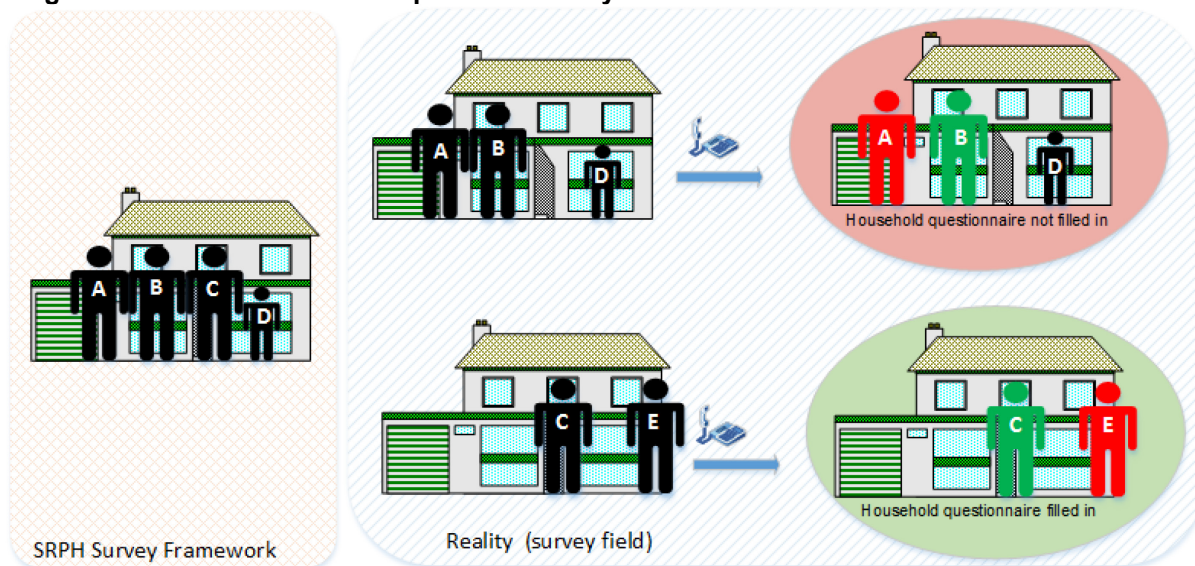 A B D
A B D
Household questionnaire not filled in
A B C D
C E
C E
Household questionnaire filled in
SRPH Survey Framework
Reality (survey field)